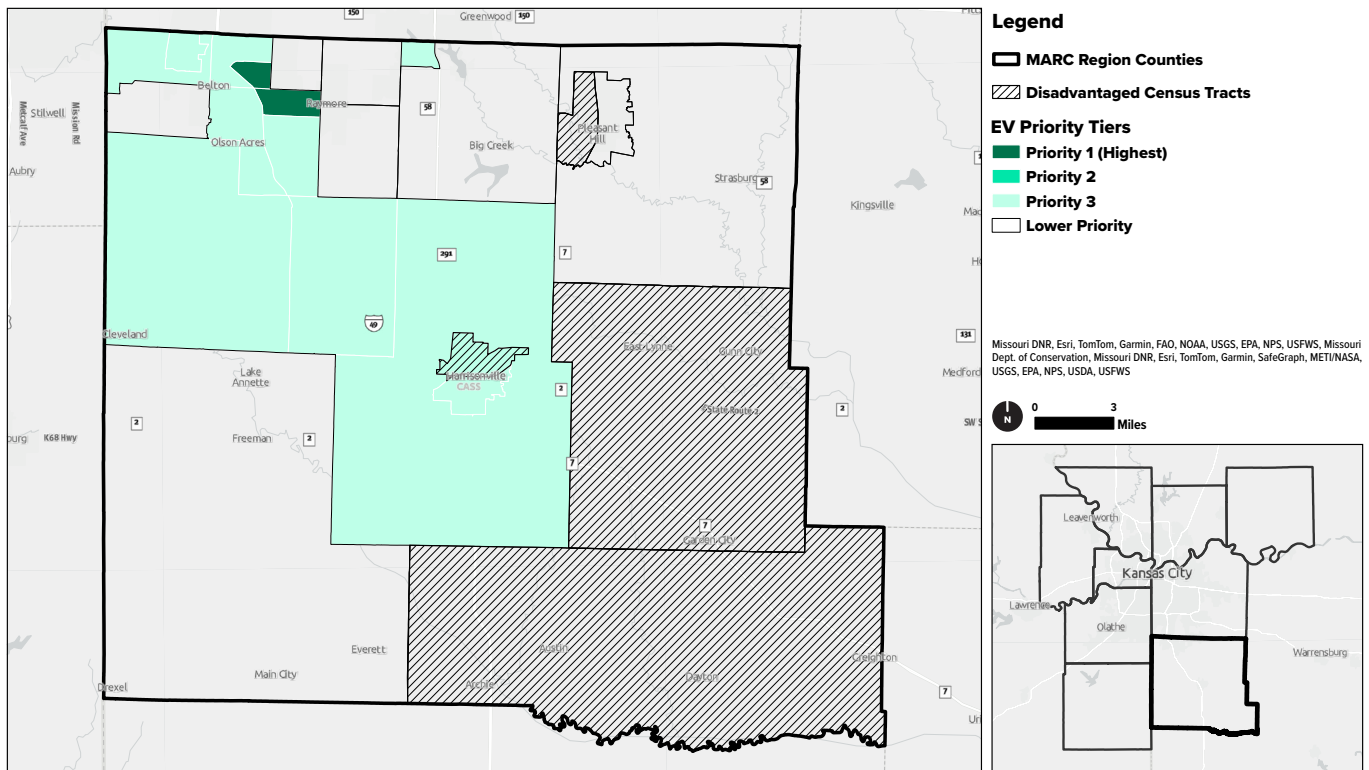 150
Greenwood
150
Belton
Raymore
58
Stilwell
Metcalf Ave
Mission Rd
Olson Acres
Big Creek
Pleasant
Hill
Aubry
Strasburg
58
Kingsville
291
7
49
Cleveland
East Lynne
Gunn City
131
Harrisonville
CASS
Medford
Lake
Annette
2
State Route 2
2
2
Freeman
2
K68 Hwy
7
7
Garden City
Everett
Austin
Creighton
Main City
Archie
Dayton
Drexel
7
Legend
MARC Region Counties
Disadvantaged Census Tracts
EV Priority Tiers
Priority 1 (Highest)
Priority 2
Priority 3
Lower Priority
Missouri DNR, Esri, TomTom, Garmin, FAO, NOAA, USGS, EPA, NPS, USFWS, Missouri
Dept. of Conservation, Missouri DNR, Esri, TomTom, Garmin, SafeGraph, METI/NASA,
USGS, EPA, NPS, USDA, USFWS
N
0 3
Miles
Leavenworth
Kansas City
Lawrence
Olathe
Warrensburg